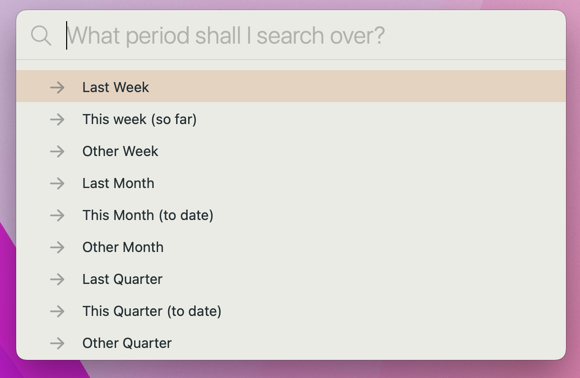 What period shall I search over?
Last Week
This week (so far)
Other Week
Last Month
This Month (to date)
Other Month
Last Quarter
This Quarter (to date)
Other Quarter